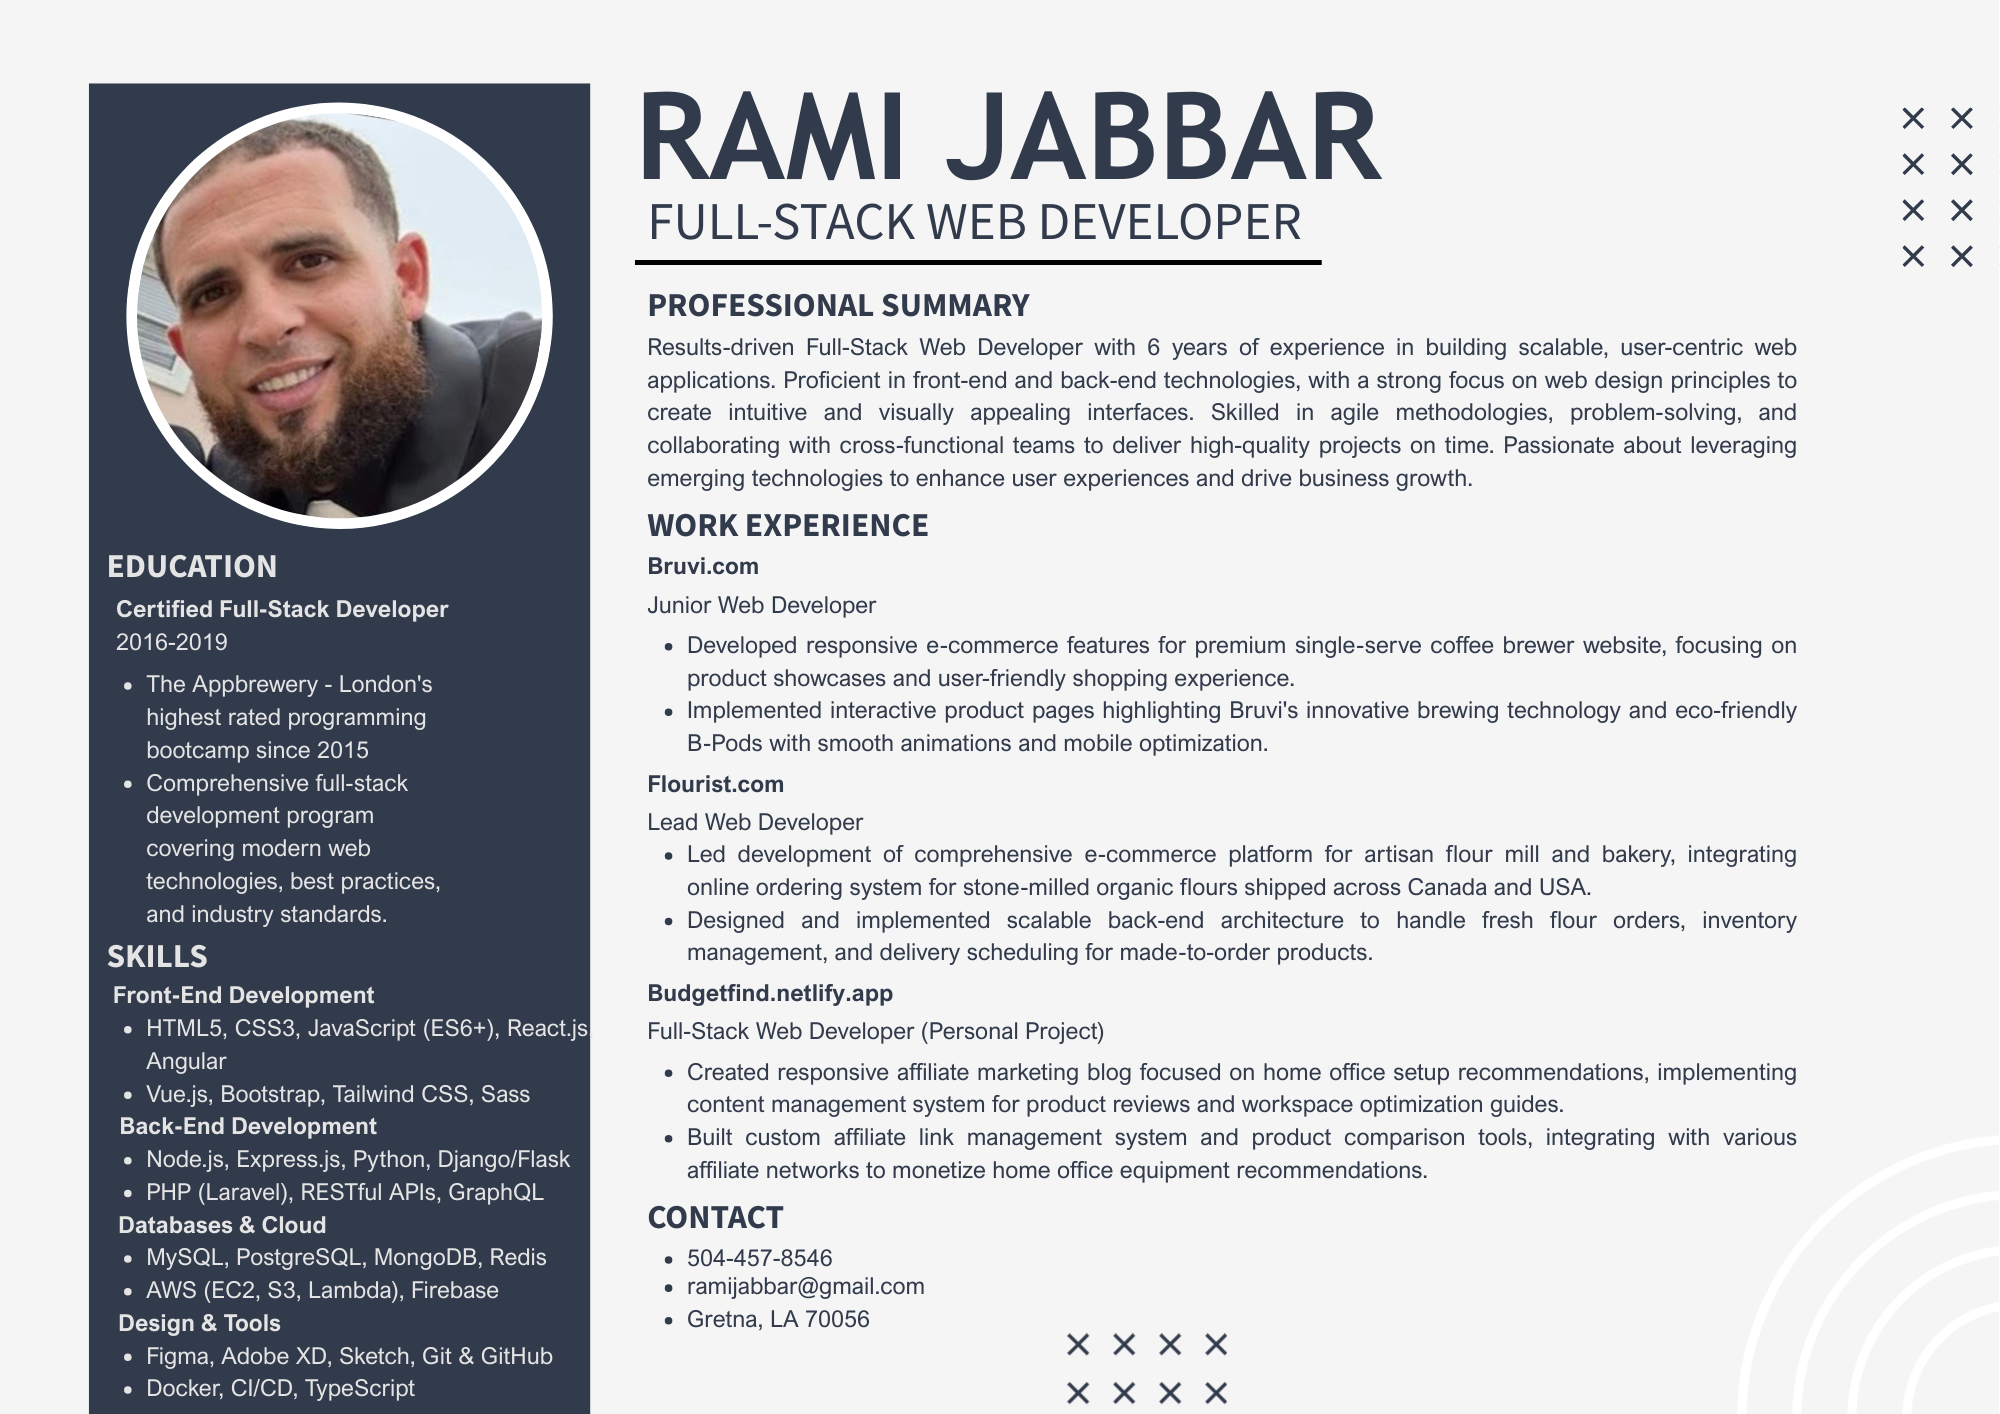 RAMI JABBAR
FULL-STACK WEB DEVELOPER
PROFESSIONAL SUMMARY
Results-driven Full-Stack Web Developer with 6 years of experience in building scalable, user-centric web
applications. Proficient in front-end and back-end technologies, with a strong focus on web design principles to
create intuitive and visually appealing interfaces. Skilled in agile methodologies, problem-solving, and
collaborating with cross-functional teams to deliver high-quality projects on time. Passionate about leveraging
emerging technologies to enhance user experiences and drive business growth.
WORK EXPERIENCE
Bruvi.com
Junior Web Developer
• Developed responsive e-commerce features for premium single-serve coffee brewer website, focusing on
product showcases and user-friendly shopping experience.
• Implemented interactive product pages highlighting Bruvi's innovative brewing technology and eco-friendly
B-Pods with smooth animations and mobile optimization.
Flourist.com
Lead Web Developer
• Led development of comprehensive e-commerce platform for artisan flour mill and bakery, integrating
online ordering system for stone-milled organic flours shipped across Canada and USA.
• Designed and implemented scalable back-end architecture to handle fresh flour orders, inventory
management, and delivery scheduling for made-to-order products.
Budgetfind.netlify.app
Full-Stack Web Developer (Personal Project)
• Created responsive affiliate marketing blog focused on home office setup recommendations, implementing
content management system for product reviews and workspace optimization guides.
• Built custom affiliate link management system and product comparison tools, integrating with various
affiliate networks to monetize home office equipment recommendations.
CONTACT
• 504-457-8546
• ramijabbar@gmail.com
• Gretna, LA 70056
EDUCATION
Certified Full-Stack Developer
2016-2019
• The Appbrewery - London's
highest rated programming
bootcamp since 2015
• Comprehensive full-stack
development program
covering modern web
technologies, best practices,
and industry standards.
SKILLS
Front-End Development
• HTML5, CSS3, JavaScript (ES6+), React.js,
Angular
• Vue.js, Bootstrap, Tailwind CSS, Sass
Back-End Development
• Node.js, Express.js, Python, Django/Flask
• PHP (Laravel), RESTful APIs, GraphQL
Databases & Cloud
• MySQL, PostgreSQL, MongoDB, Redis
• AWS (EC2, S3, Lambda), Firebase
Design & Tools
• Figma, Adobe XD, Sketch, Git & GitHub
• Docker, CI/CD, TypeScript